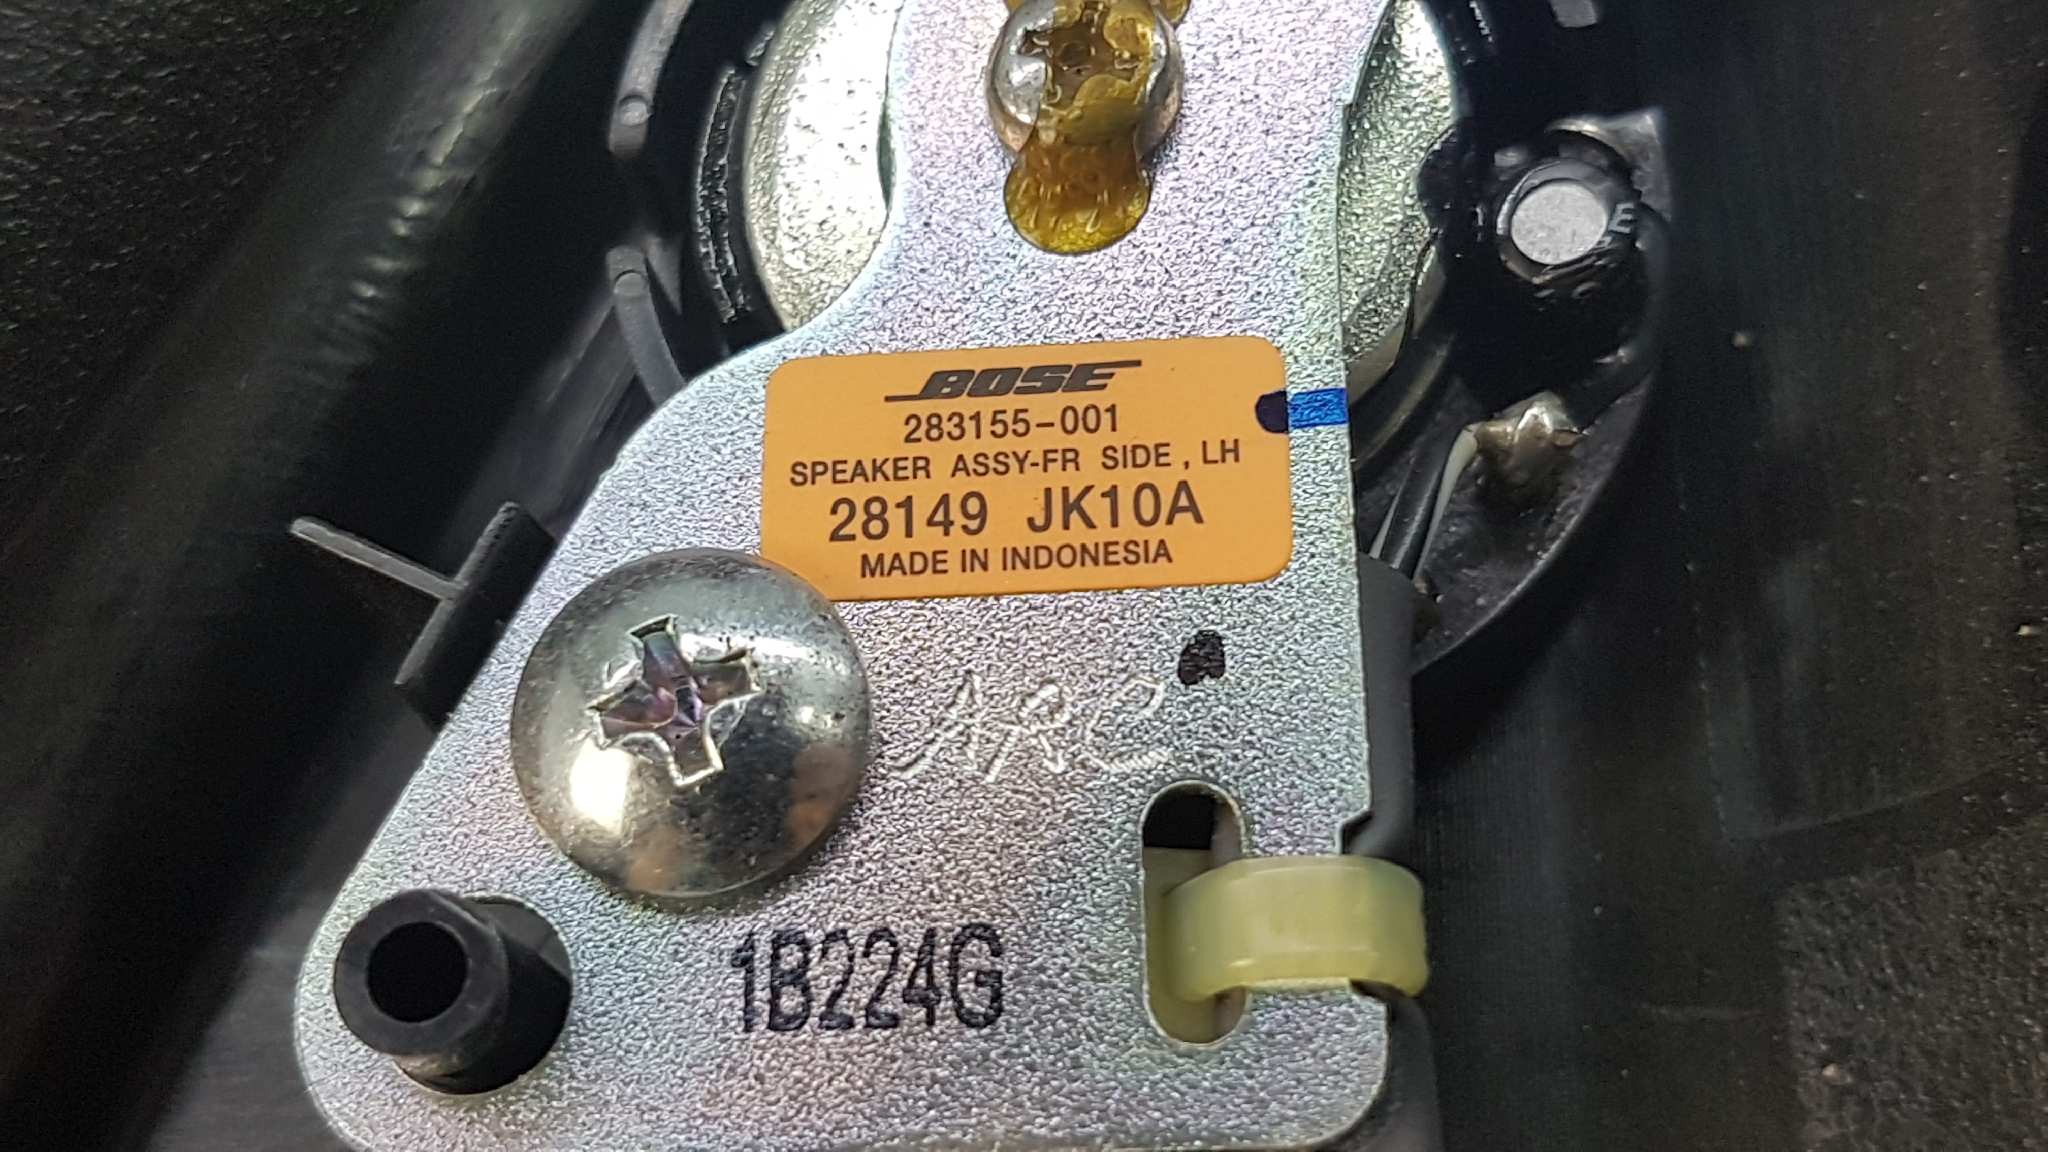 BOSE
283155-001
SPEAKER ASSY-FR SIDE, LH
28149 JK10A
MADE IN INDONESIA
ARC
1B224G